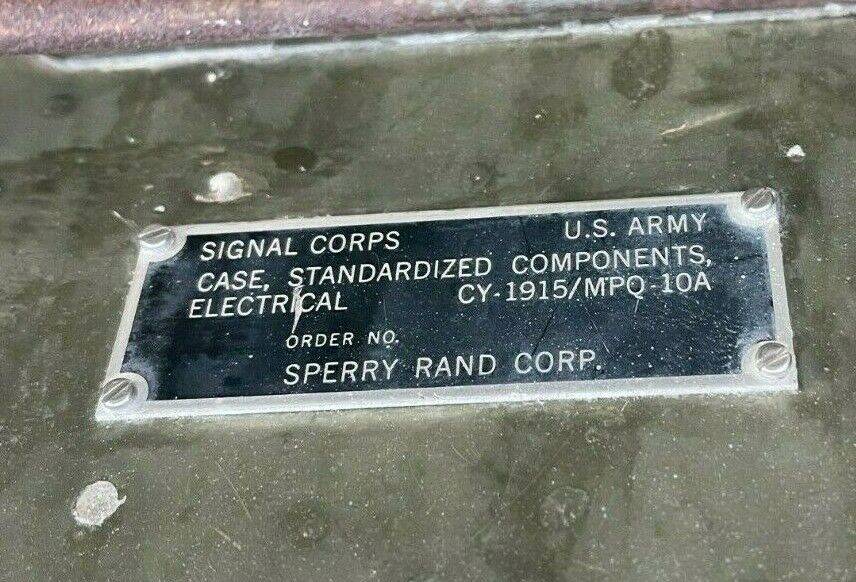 SIGNAL CORPS U.S. ARMY
CASE, STANDARDIZED COMPONENTS,
ELECTRICAL CY-1915/MPQ-10A
ORDER NO.
SPERRY RAND CORP.